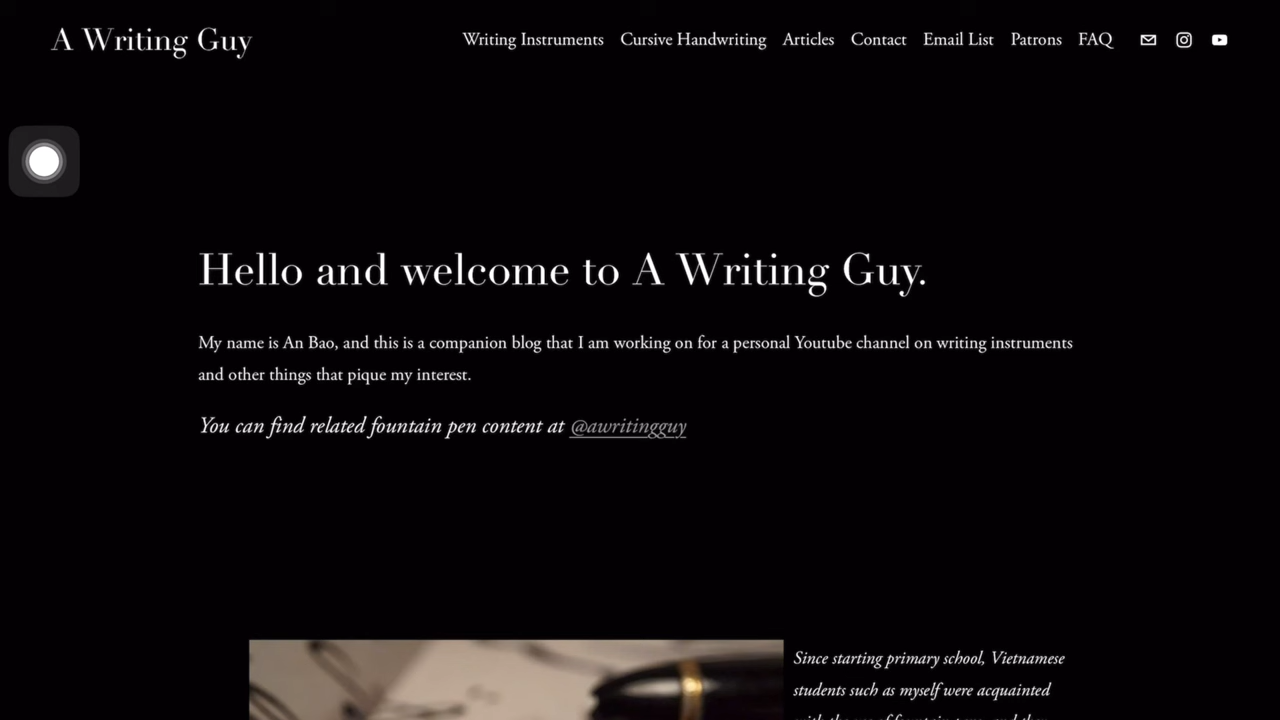 A Writing Guy
Writing Instruments Cursive Handwriting Articles Contact Email List Patrons FAQ
Hello and welcome to A Writing Guy.
My name is An Bao, and this is a companion blog that I am working on for a personal Youtube channel on writing instruments
and other things that pique my interest.
You can find related fountain pen content at @awritingguy
Since starting primary school, Vietnamese
students such as myself were acquainted